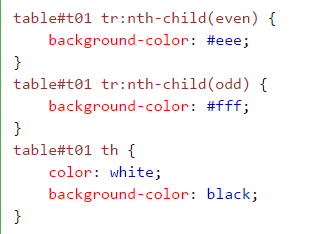 table#t01 tr:nth-child(even) {
    background-color: #eee;
}
table#t01 tr:nth-child(odd) {
    background-color: #fff;
}
table#t01 th {
    color: white;
    background-color: black;
}